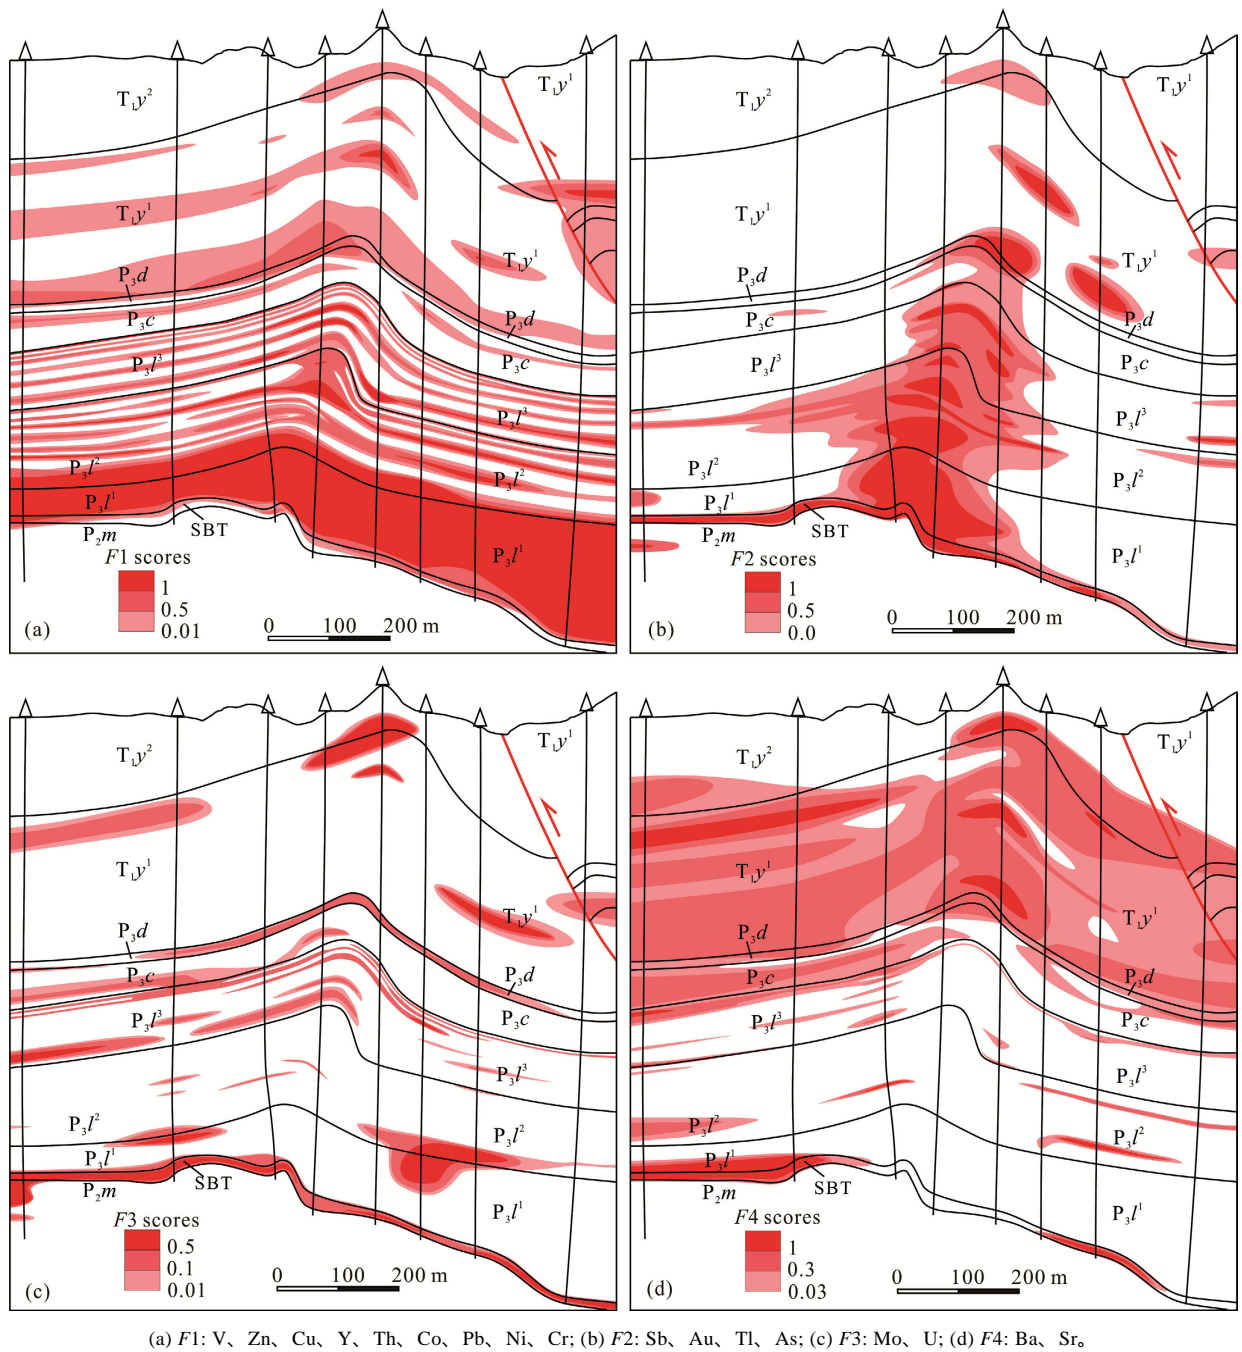 T₁y² T₁y¹
T₁y¹
T₁y¹
P₃d
P₃c P₃d
P₃l³ P₃c
P₃l³
P₃l² P₃l²
P₃l¹
P₂m SBT
P₃l¹
F1 scores
1
0.5
0.01
0 100 200 m
(a)
T₁y² T₁y¹
T₁y¹
T₁y¹
P₃d
P₃c P₃d
P₃l³ P₃c
P₃l³
P₃l² P₃l²
P₃l¹
P₂m SBT
P₃l¹
F2 scores
1
0.5
0.0
0 100 200 m
(b)
T₁y² T₁y¹
T₁y¹
T₁y¹
P₃d
P₃c P₃d
P₃l³ P₃c
P₃l³
P₃l² P₃l²
P₃l¹
P₂m SBT
P₃l¹
F3 scores
0.5
0.1
0.01
0 100 200 m
(c)
T₁y² T₁y¹
T₁y¹
T₁y¹
P₃d
P₃c P₃d
P₃l³ P₃c
P₃l³
P₃l² P₃l²
P₃l¹
P₂m SBT
P₃l¹
F4 scores
1
0.3
0.03
0 100 200 m
(d)
(a) F1: V、Zn、Cu、Y、Th、Co、Pb、Ni、Cr; (b) F2: Sb、Au、Tl、As; (c) F3: Mo、U; (d) F4: Ba、Sr。